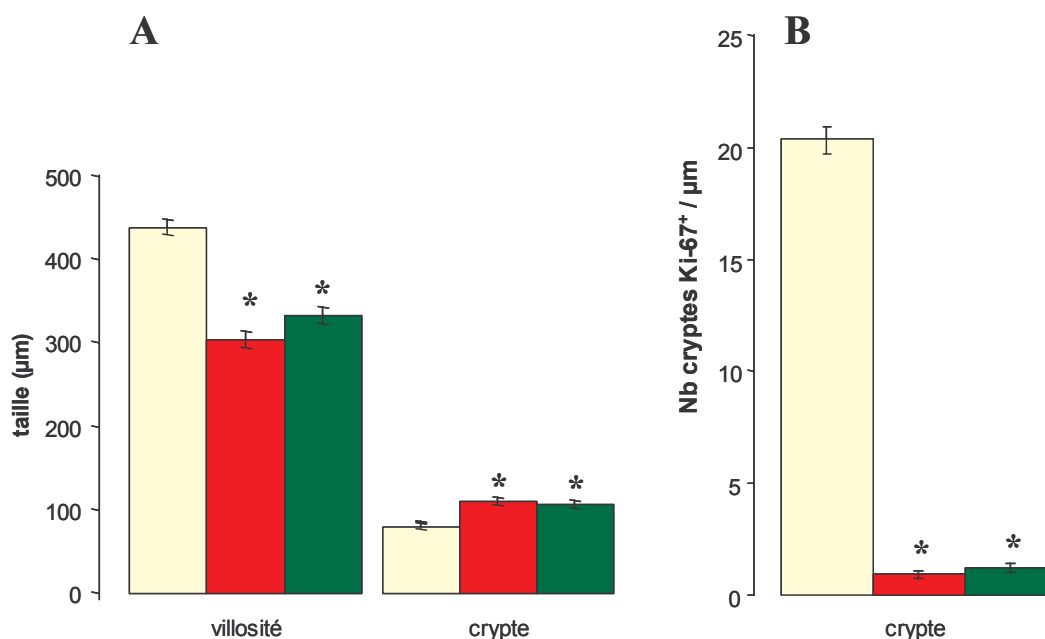 A
500
400
300
200
100
0
taille (µm)
*
*
*
*
villosité
crypte
B
25
20
15
10
5
0
Nb cryptes Ki-67⁺ / µm
*
*
crypte